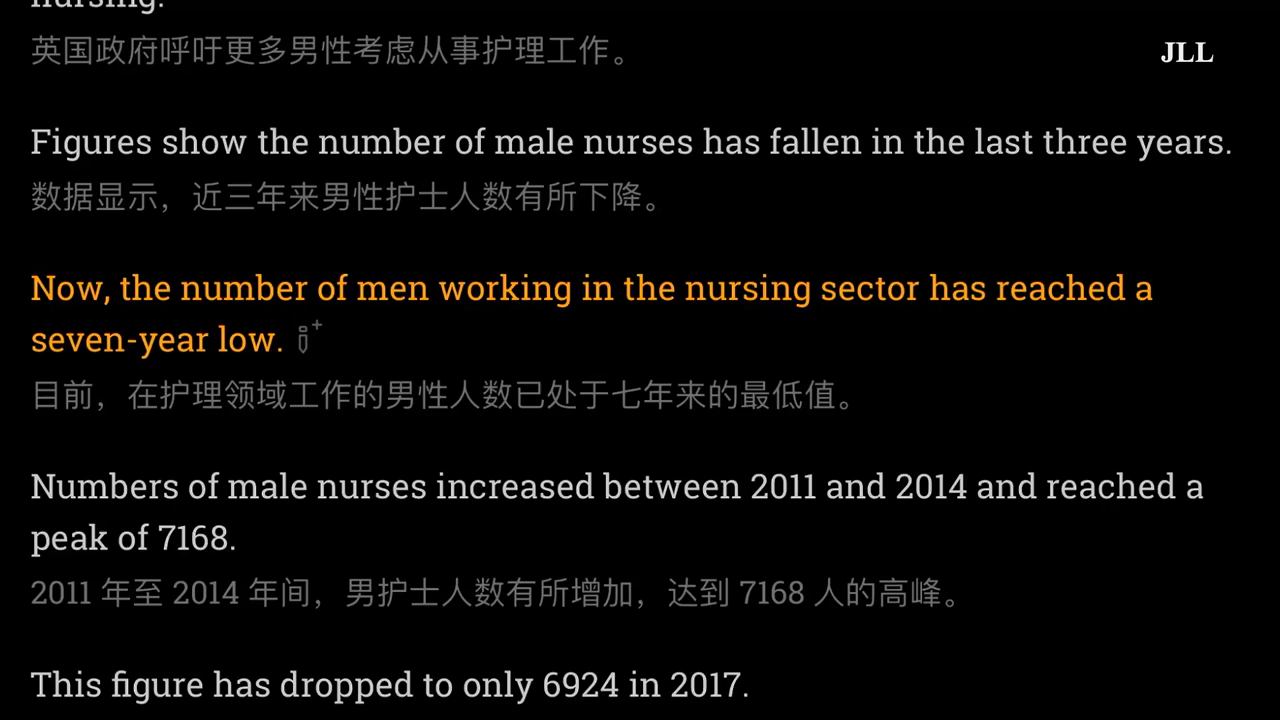 nursing.
英国政府呼吁更多男性考虑从事护理工作。
JLL
Figures show the number of male nurses has fallen in the last three years.
数据显示，近三年来男性护士人数有所下降。
Now, the number of men working in the nursing sector has reached a
seven-year low.
目前，在护理领域工作的男性人数已处于七年来的最低值。
Numbers of male nurses increased between 2011 and 2014 and reached a
peak of 7168.
2011 年至 2014 年间，男护士人数有所增加，达到 7168 人的高峰。
This figure has dropped to only 6924 in 2017.